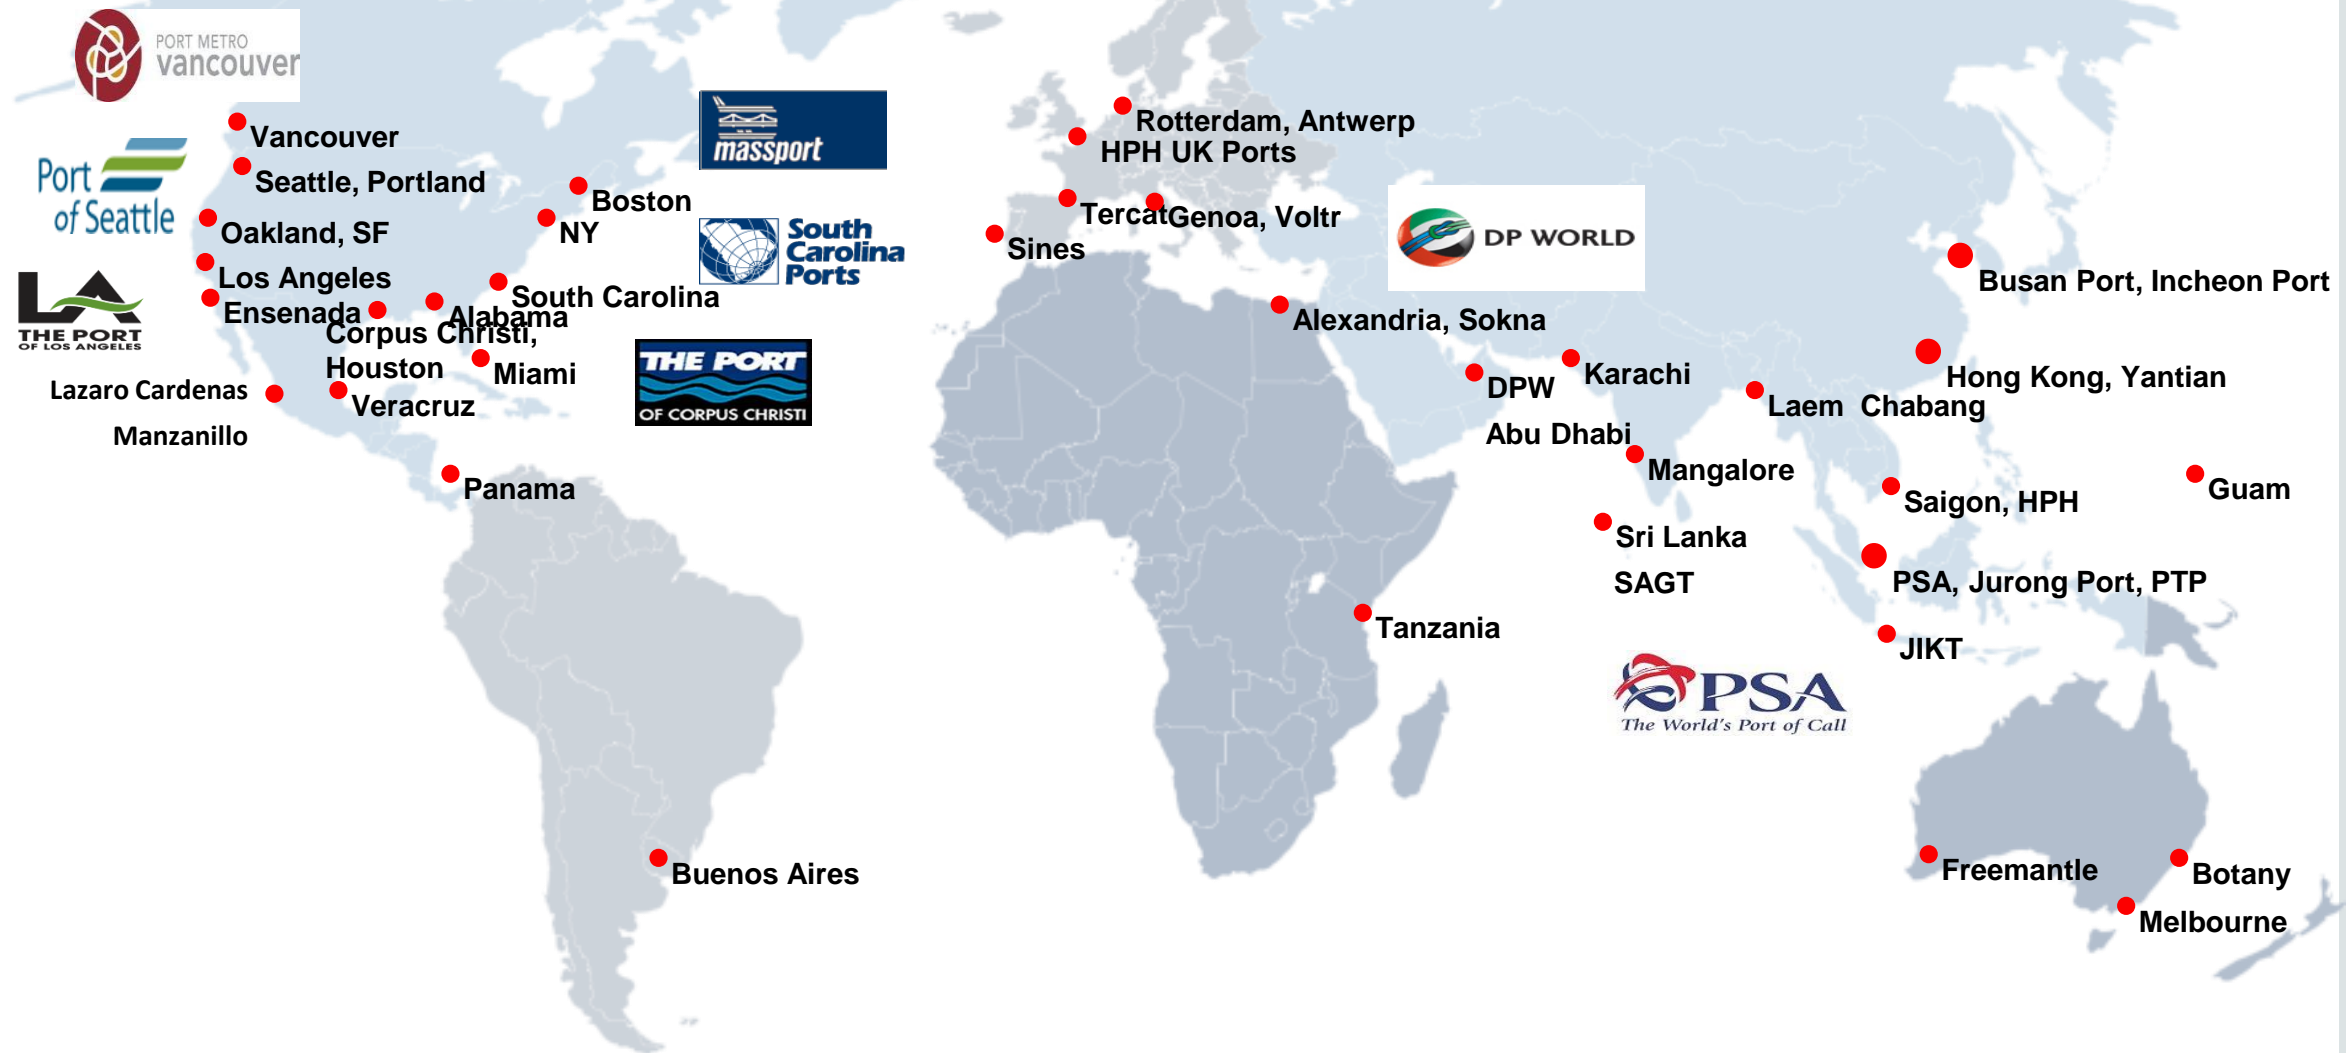 PORT METRO
vancouver
Vancouver
Port
of Seattle
Seattle, Portland
Oakland, SF
Los Angeles
Ensenada
THE PORT
OF LOS ANGELES
LA
Corpus Christi,
Houston
Alabama
South Carolina
Boston
NY
Miami
Veracruz
Lazaro Cardenas
Manzanillo
Panama
Buenos Aires
massport
South
Carolina
Ports
THE PORT
OF CORPUS CHRISTI
Rotterdam, Antwerp
HPH UK Ports
Tercat
Genoa, Voltr
Sines
DP WORLD
Alexandria, Sokna
DPW
Abu Dhabi
Karachi
Mangalore
Sri Lanka
SAGT
Tanzania
Busan Port, Incheon Port
Hong Kong, Yantian
Laem Chabang
Saigon, HPH
Guam
PSA, Jurong Port, PTP
JIKT
PSA
The World's Port of Call
Freemantle
Botany
Melbourne